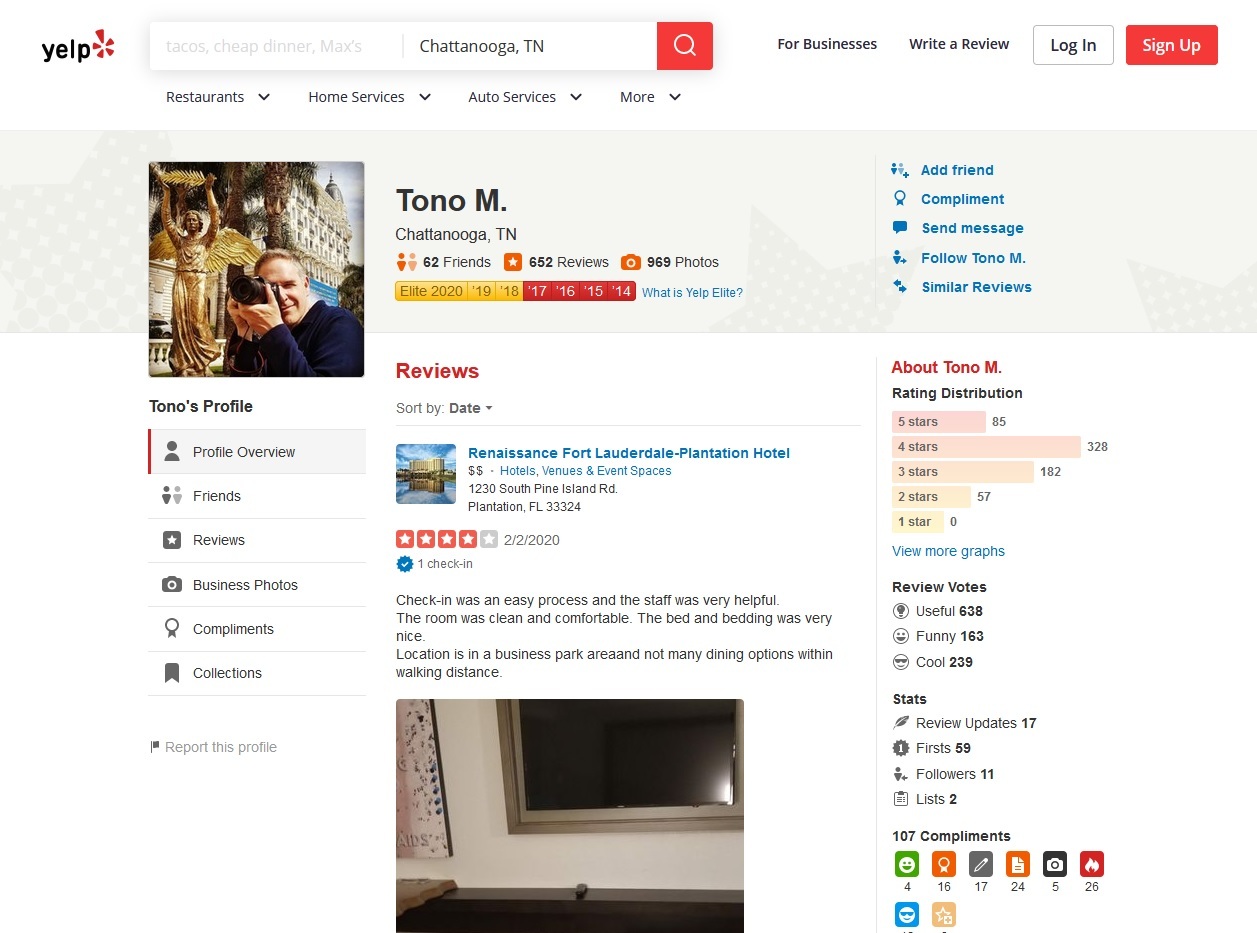 yelp
tacos, cheap dinner, Max's
Chattanooga, TN
For Businesses
Write a Review
Log In
Sign Up
Restaurants
Home Services
Auto Services
More
Tono M.
Chattanooga, TN
62 Friends 652 Reviews 969 Photos
Elite 2020 '19 '18 '17 '16 '15 '14 What is Yelp Elite?
Add friend
Compliment
Send message
Follow Tono M.
Similar Reviews
Tono's Profile
Profile Overview
Friends
Reviews
Business Photos
Compliments
Collections
Report this profile
Reviews
Sort by: Date
Renaissance Fort Lauderdale-Plantation Hotel
$$ · Hotels, Venues & Event Spaces
1230 South Pine Island Rd.
Plantation, FL 33324
2/2/2020
1 check-in
Check-in was an easy process and the staff was very helpful.
The room was clean and comfortable. The bed and bedding was very
nice.
Location is in a business park areaand not many dining options within
walking distance.
About Tono M.
Rating Distribution
5 stars 85
4 stars 328
3 stars 182
2 stars 57
1 star 0
View more graphs
Review Votes
Useful 638
Funny 163
Cool 239
Stats
Review Updates 17
Firsts 59
Followers 11
Lists 2
107 Compliments
4 16 17 24 5 26